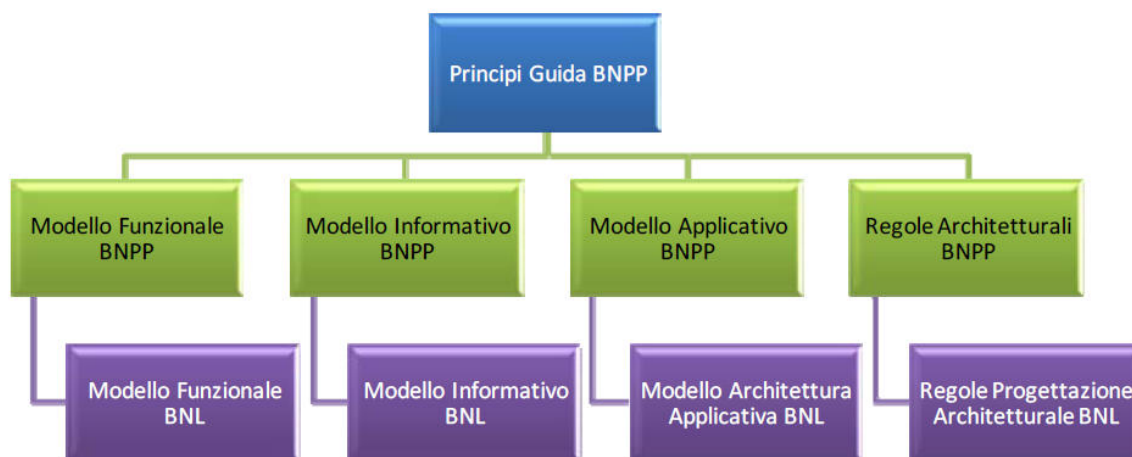 Principi Guida BNPP
Modello Funzionale
BNPP
Modello Informativo
BNPP
Modello Applicativo
BNPP
Regole Architetturali
BNPP
Modello Funzionale
BNL
Modello Informativo
BNL
Modello Architettura
Applicativa BNL
Regole Progettazione
Architetturale BNL